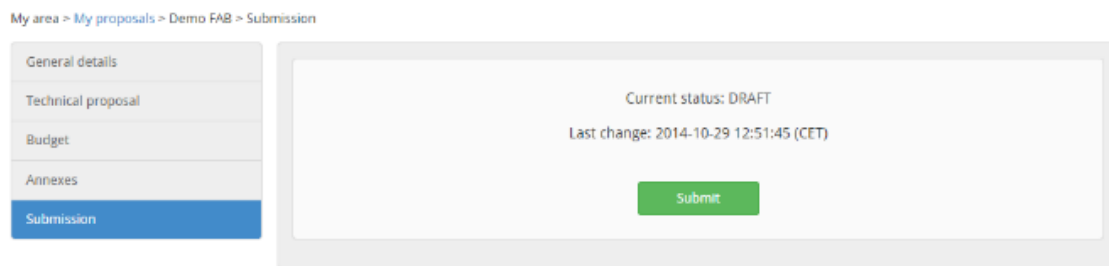 My area > My proposals > Demo FAB > Submission
General details
Technical proposal
Budget
Annexes
Submission
Current status: DRAFT
Last change: 2014-10-29 12:51:45 (CET)
Submit